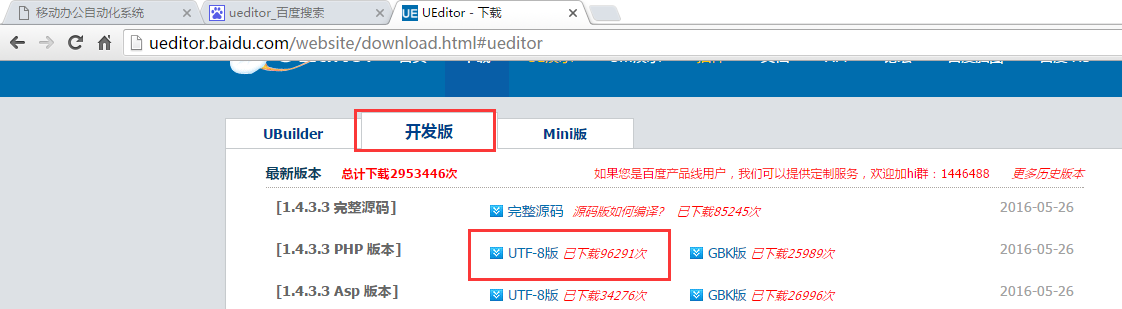 移动办公自动化系统 ueditor_百度搜索 UEditor - 下载
ueditor.baidu.com/website/download.html#ueditor
UBuilder 开发版 Mini版
最新版本 总计下载2953446次 如果您是百度产品线用户，我们可以提供定制服务，欢迎加hi群：1446488 更多历史版本
[1.4.3.3 完整源码] 完整源码 源码版如何编译? 已下载85245次 2016-05-26
[1.4.3.3 PHP 版本] UTF-8版 已下载96291次 GBK版 已下载25989次 2016-05-26
[1.4.3.3 Asp 版本] UTF-8版 已下载34276次 GBK版 已下载26996次 2016-05-26